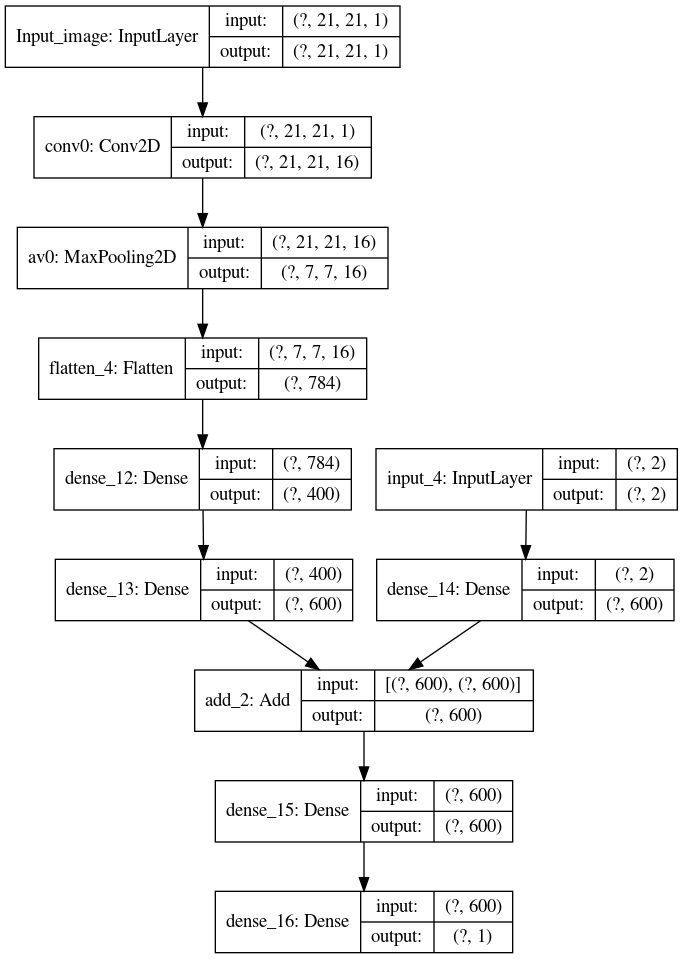 Input_image: InputLayer
input: (?, 21, 21, 1)
output: (?, 21, 21, 1)
conv0: Conv2D
input: (?, 21, 21, 1)
output: (?, 21, 21, 16)
av0: MaxPooling2D
input: (?, 21, 21, 16)
output: (?, 7, 7, 16)
flatten_4: Flatten
input: (?, 7, 7, 16)
output: (?, 784)
dense_12: Dense
input: (?, 784)
output: (?, 400)
input_4: InputLayer
input: (?, 2)
output: (?, 2)
dense_13: Dense
input: (?, 400)
output: (?, 600)
dense_14: Dense
input: (?, 2)
output: (?, 600)
add_2: Add
input: [(?, 600), (?, 600)]
output: (?, 600)
dense_15: Dense
input: (?, 600)
output: (?, 600)
dense_16: Dense
input: (?, 600)
output: (?, 1)